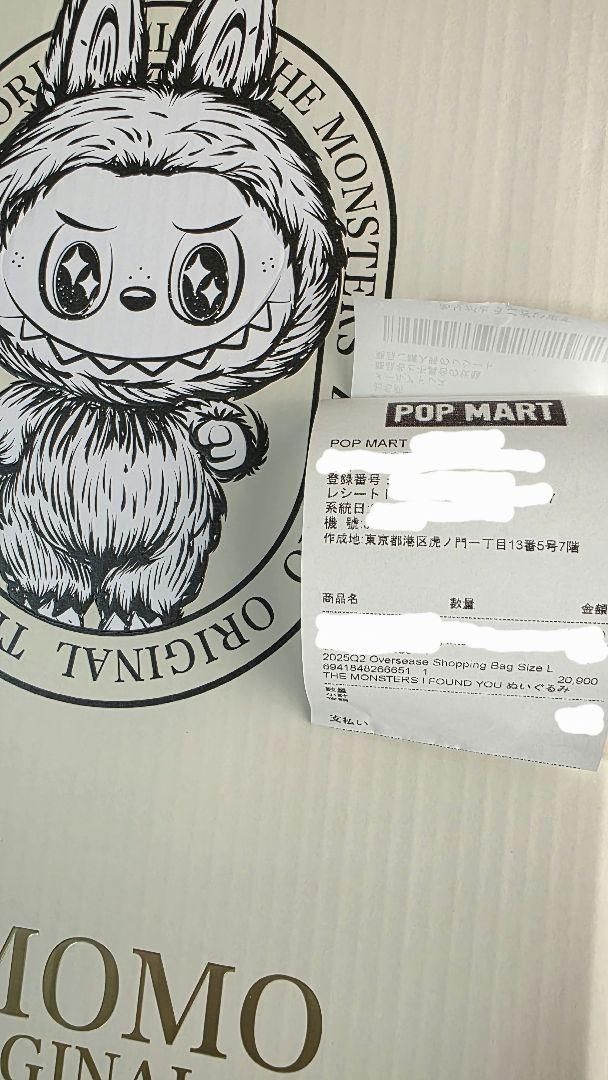 ORIGINAL THE MONSTERS
ORIGINAL
POP MART
POP MART
登録番号:
レシート
系統日:
機 號:
作成地:東京都港区虎ノ門一丁目13番5号7階
商品名 数量 金額
2025Q2 Oversease Shopping Bag Size L
6941848266651 1 20,900
THE MONSTERS I FOUND YOU ぬいぐるみ
数量
支払い
MOMO
GINAL